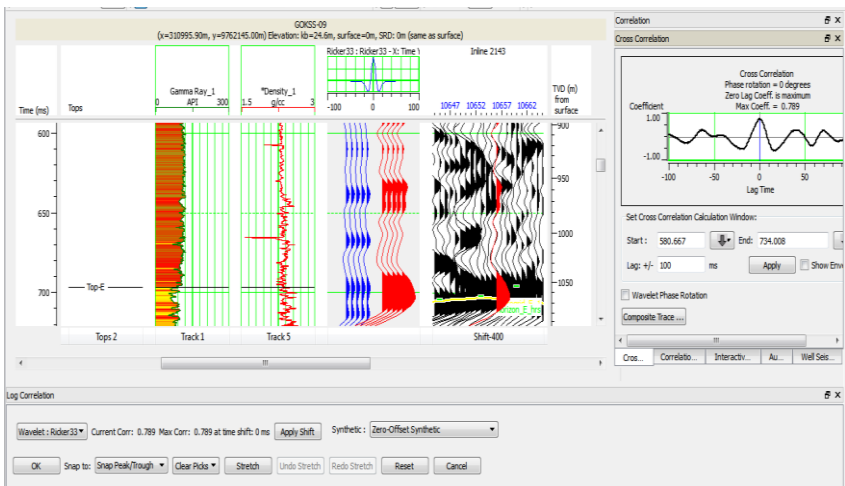 GOKSS-09
(x=310995.90m, y=9762145.00m) Elevation: kb=24.6m, surface=0m, SRD: 0m (same as surface)
Time (ms)
Tops
Gamma Ray_1
0 API 300
*Density_1
1.5 g/cc 3
Ricker33 : Ricker33 - X: Time \
-100 0 100
Inline 2143
10647 10652 10657 10662
TVD (m)
from
surface
600
650
700
Top-E
900
950
1000
1050
Horizon_E_hrs
Tops 2
Track 1
Track 5
Shift-400
Correlation
Cross Correlation
Cross Correlation
Phase rotation = 0 degrees
Zero Lag Coeff. is maximum
Max Coeff. = 0.789
Coefficient
1.00
-1.00
-100 -50 0 50
Lag Time
Set Cross Correlation Calculation Window:
Start : 580.667 End: 734.008
Lag: +/- 100 ms Apply Show Enve
Wavelet Phase Rotation
Composite Trace ...
Cros... Correlatio... Interactiv... Au... Well Seis...
Log Correlation
Wavelet : Ricker33 Current Corr: 0.789 Max Corr: 0.789 at time shift: 0 ms Apply Shift Synthetic : Zero-Offset Synthetic
OK Snap to: Snap Peak/Trough Clear Picks Stretch Undo Stretch Redo Stretch Reset Cancel